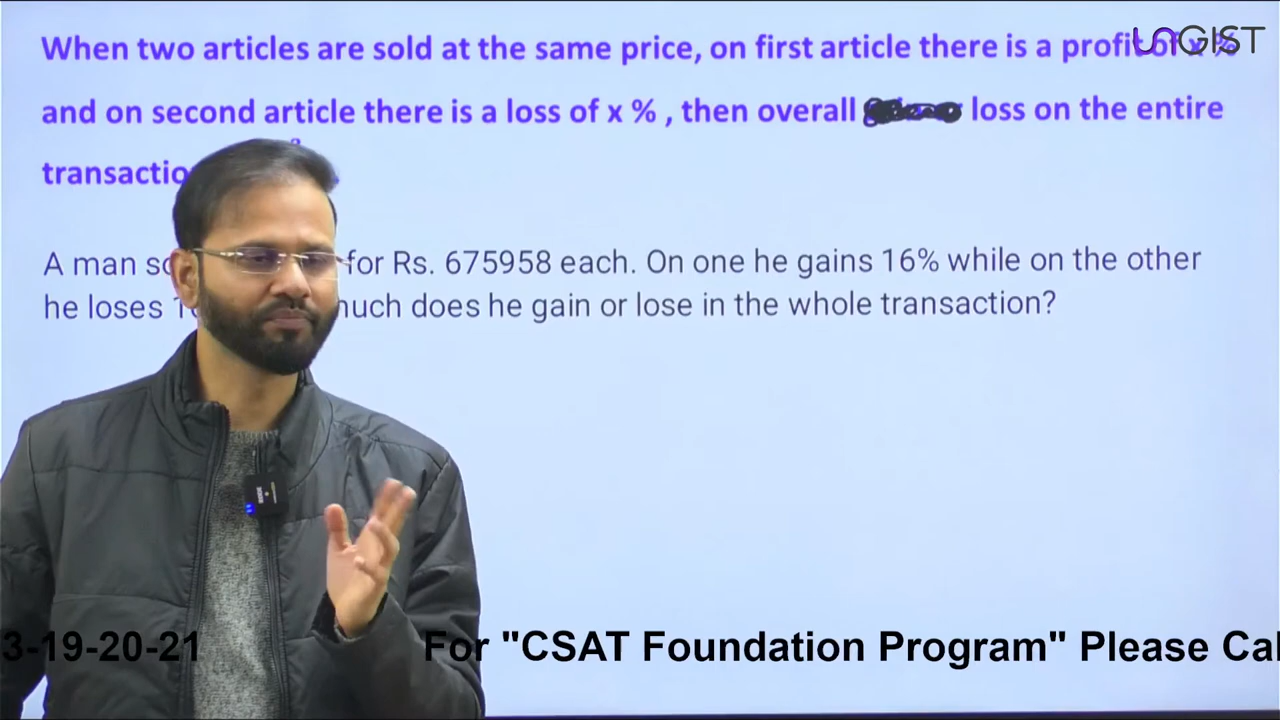 When two articles are sold at the same price, on first article there is a profit of x %
UNGIST
and on second article there is a loss of x % , then overall loss on the entire
transactio
A man so for Rs. 675958 each. On one he gains 16% while on the other
he loses 1 much does he gain or lose in the whole transaction?
3-19-20-21 For "CSAT Foundation Program" Please Cal